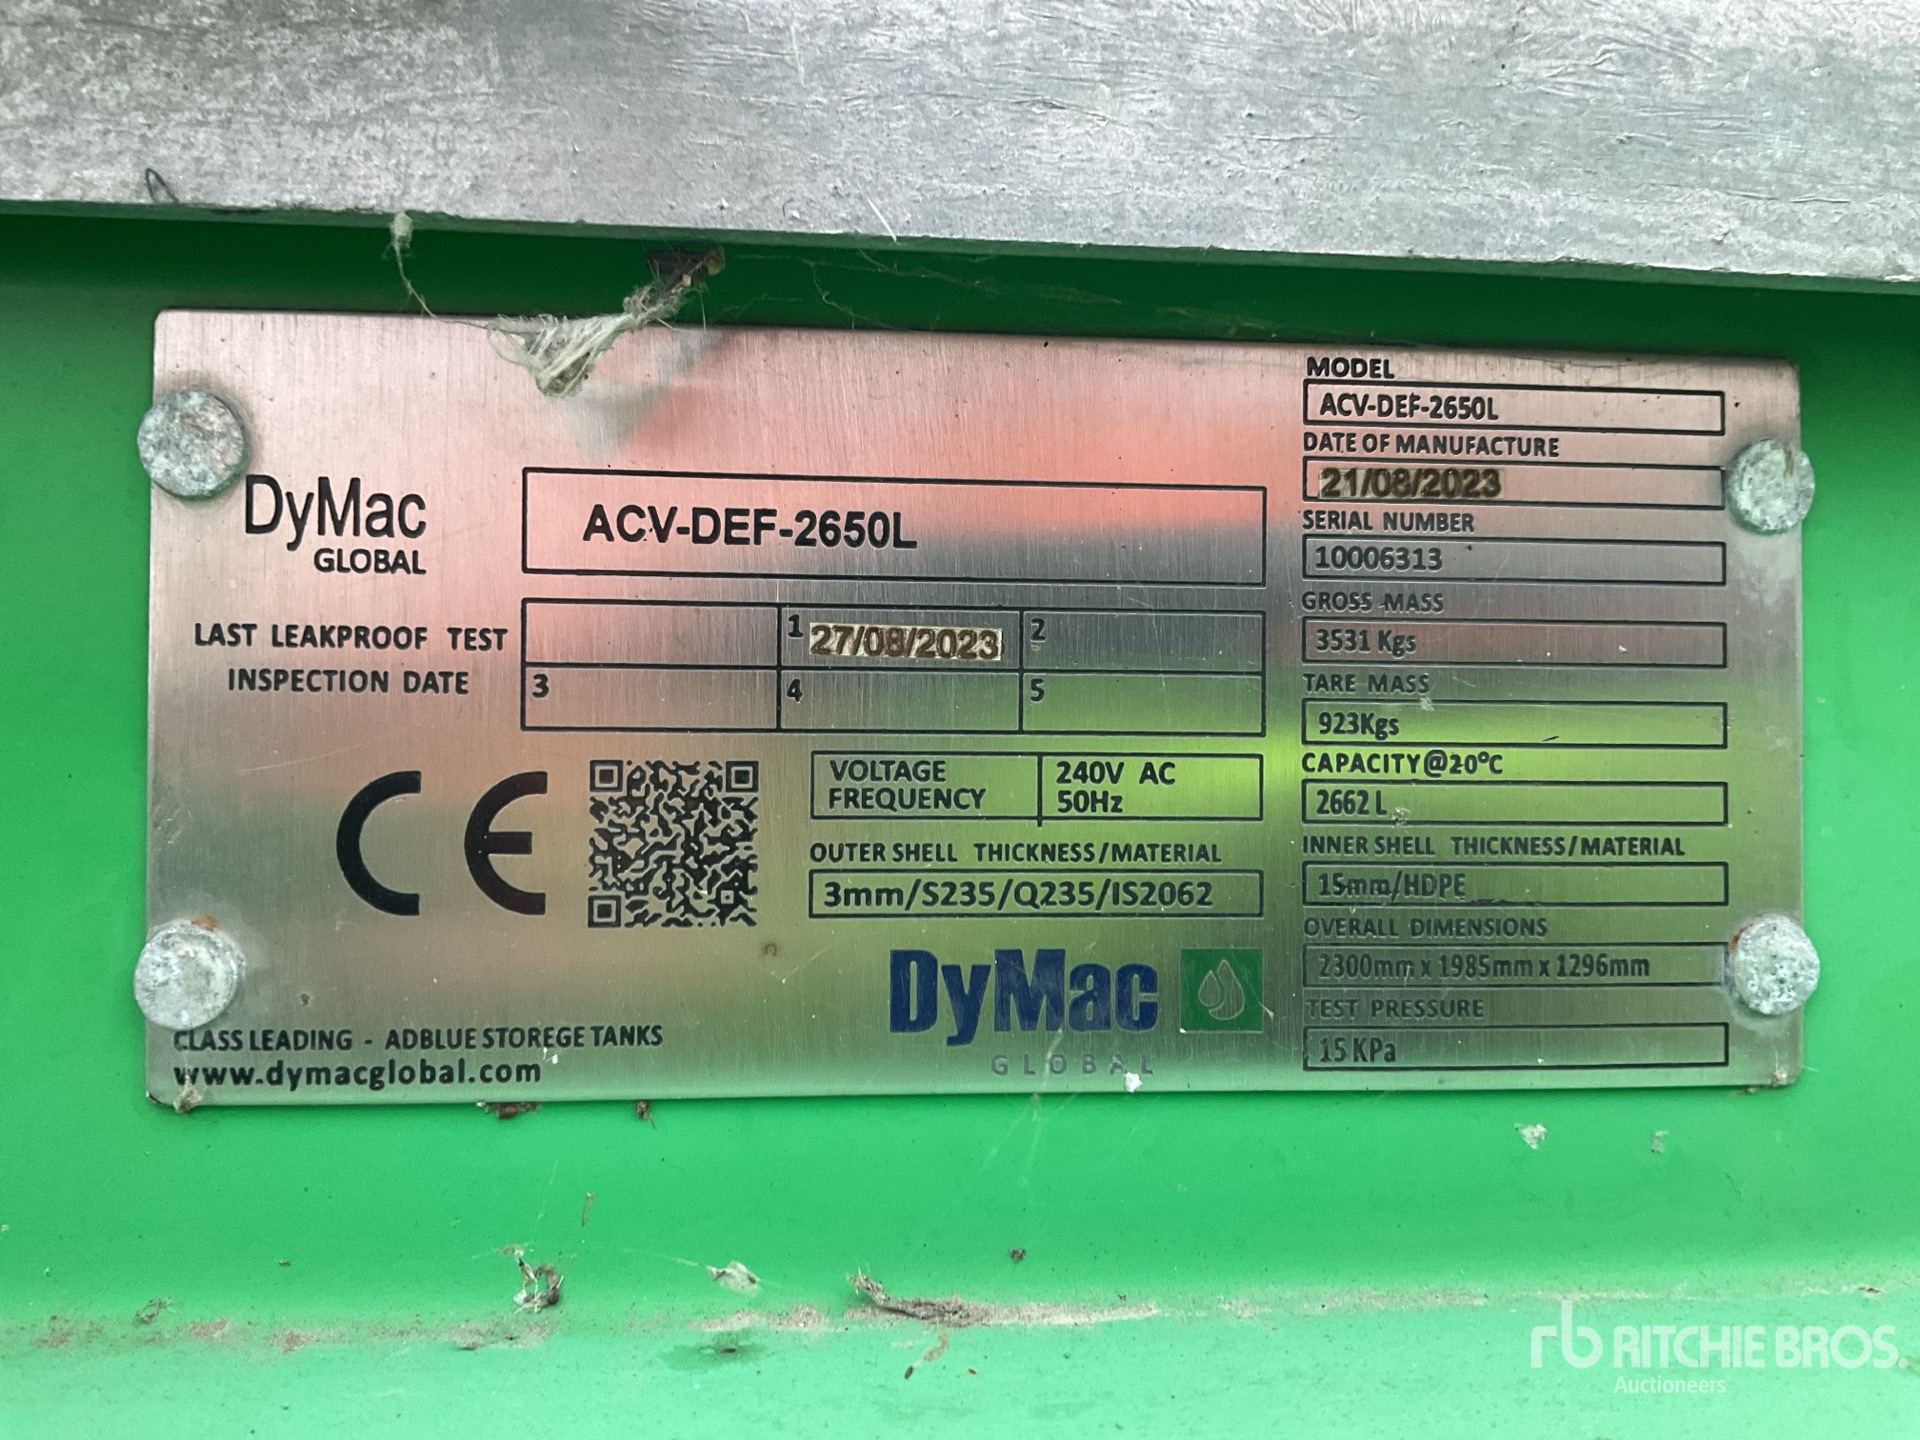 DyMac
GLOBAL
ACV-DEF-2650L
LAST LEAKPROOF TEST
INSPECTION DATE
1 27/08/2023 2
3 4 5
CE
VOLTAGE 240V AC
FREQUENCY 50Hz
OUTER SHELL THICKNESS/MATERIAL
3mm/S235/Q235/IS2062
DyMac
GLOBAL
CLASS LEADING - ADBLUE STOREGE TANKS
www.dymacglobal.com
MODEL
ACV-DEF-2650L
DATE OF MANUFACTURE
21/08/2023
SERIAL NUMBER
10006313
GROSS MASS
3531 Kgs
TARE MASS
923Kgs
CAPACITY@20°C
2662 L
INNER SHELL THICKNESS/MATERIAL
15mm/HDPE
OVERALL DIMENSIONS
2300mm x 1985mm x 1296mm
TEST PRESSURE
15 KPa
rb RITCHIE BROS.
Auctioneers